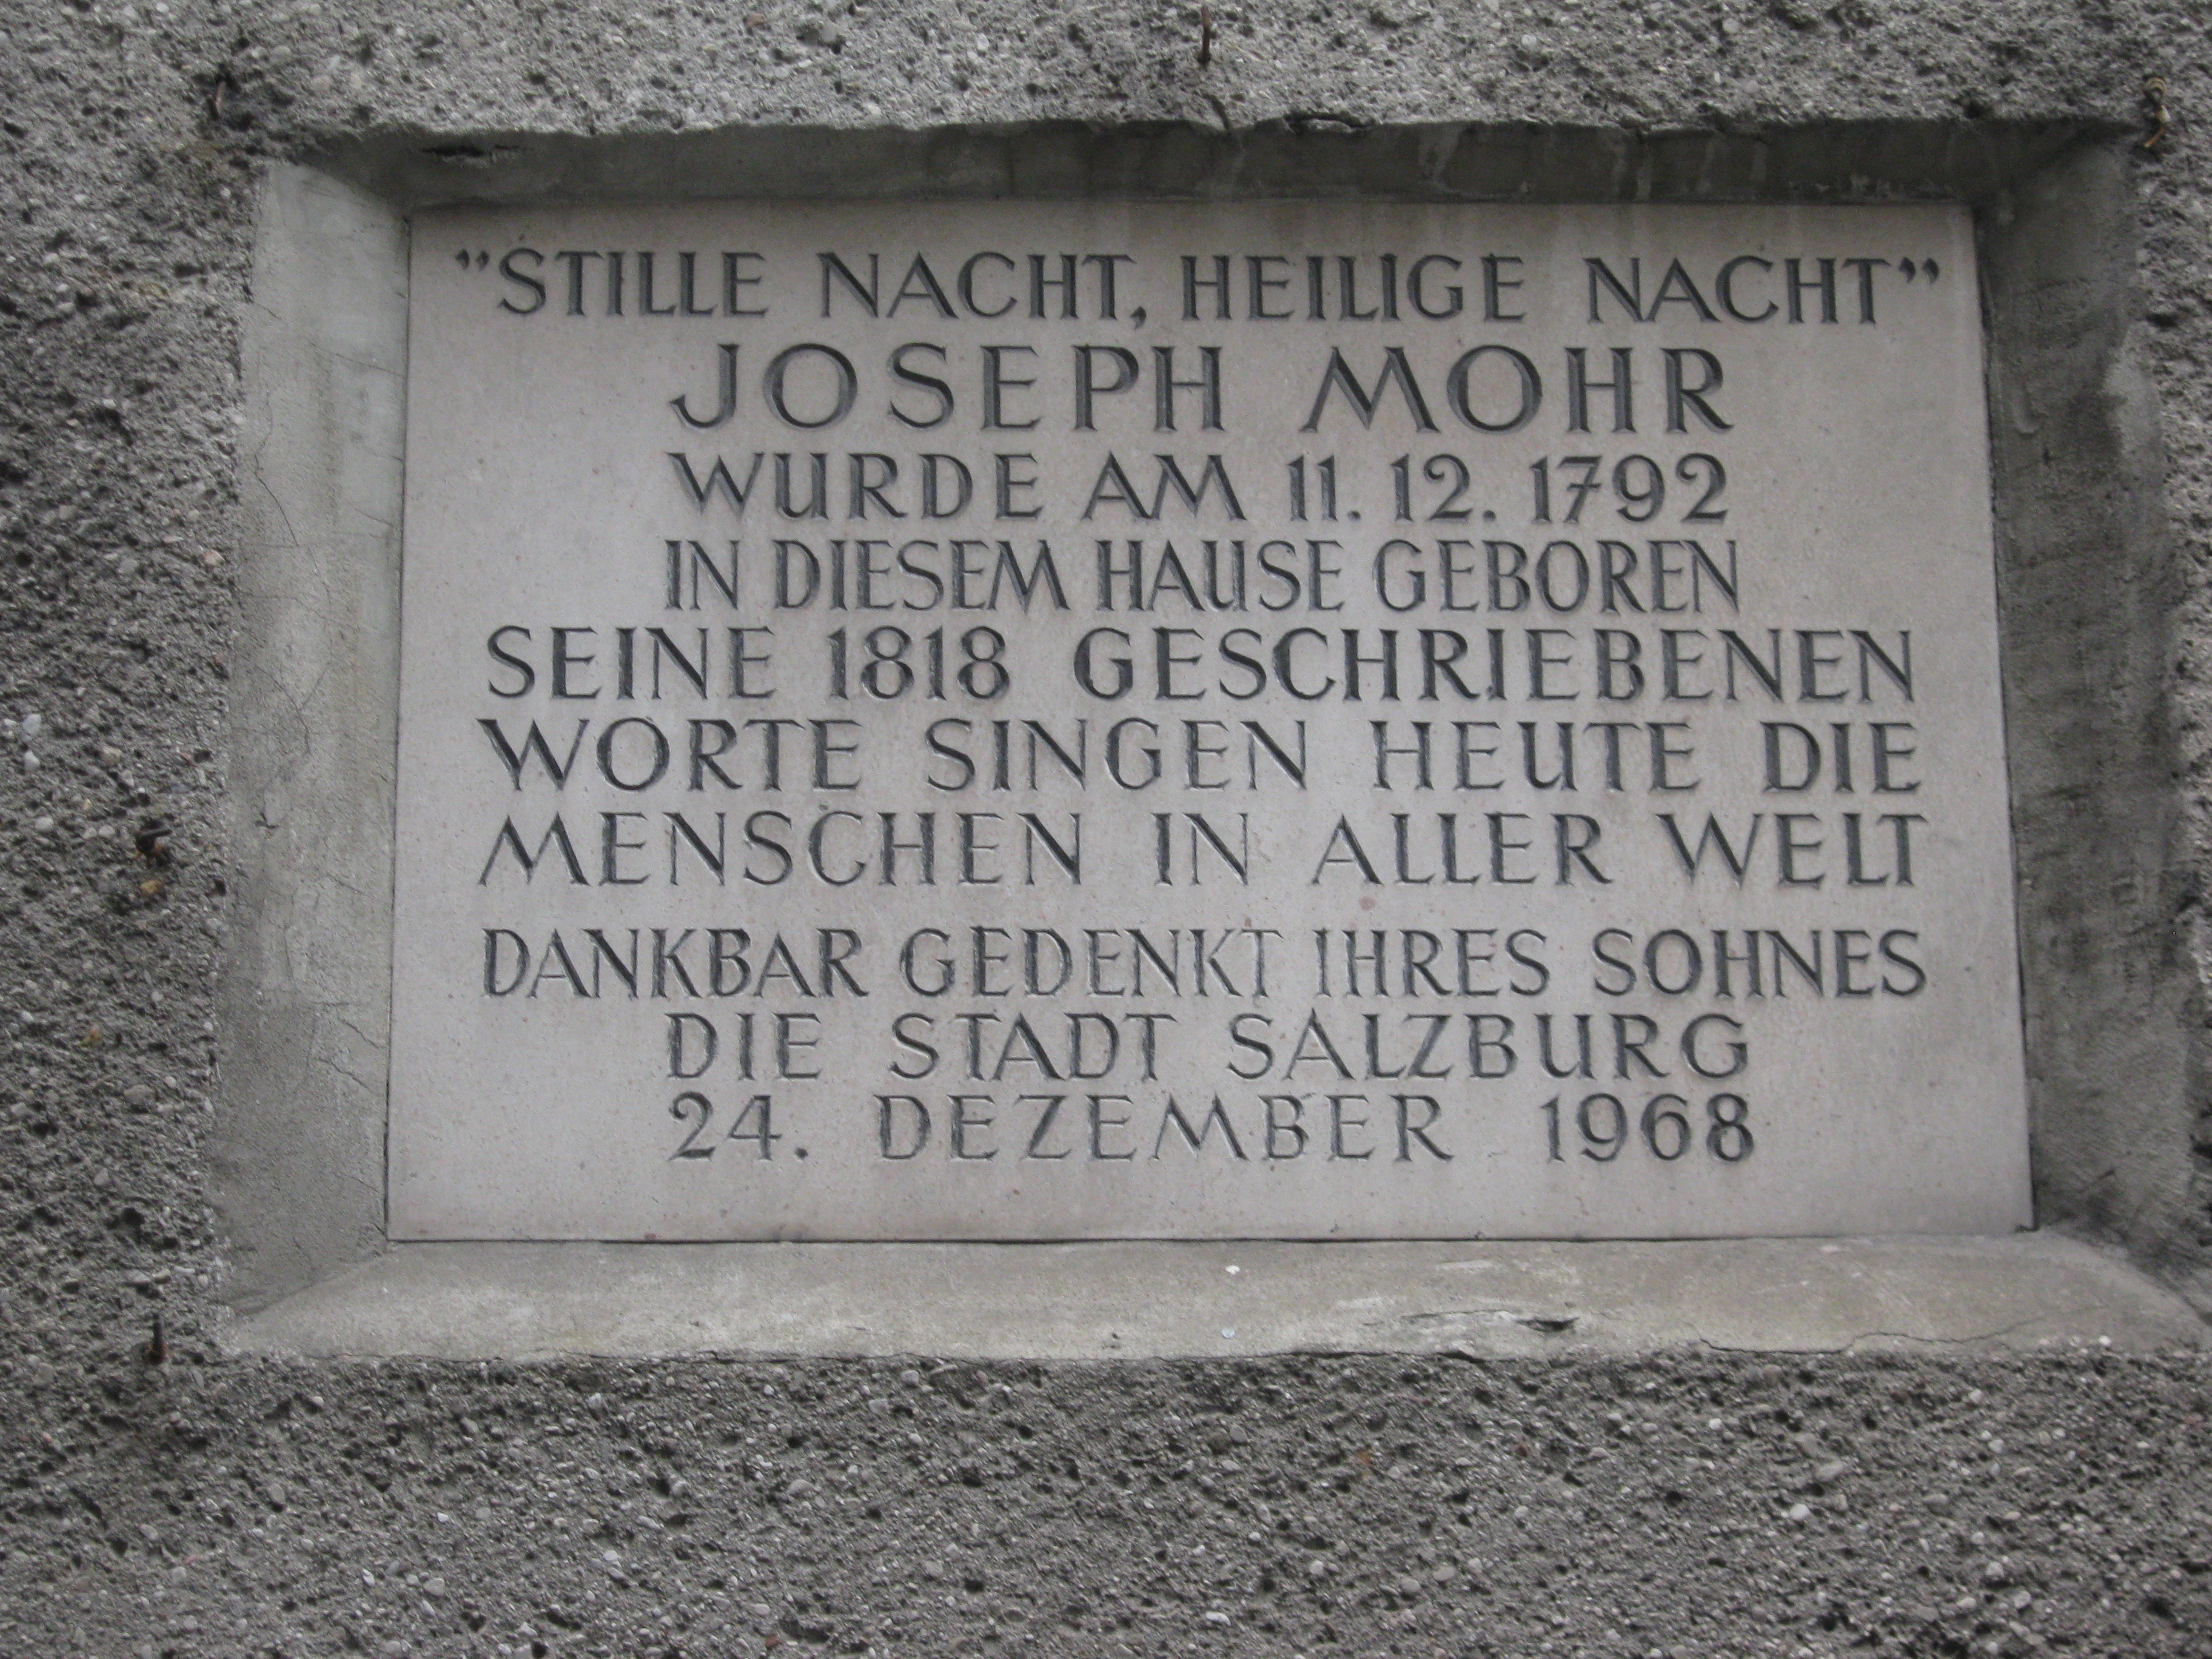 "STILLE NACHT, HEILIGE NACHT"
JOSEPH MOHR
WURDE AM 11. 12. 1792
IN DIESEM HAUSE GEBOREN
SEINE 1818 GESCHRIEBENEN
WORTE SINGEN HEUTE DIE
MENSCHEN IN ALLER WELT
DANKBAR GEDENKT IHRES SOHNES
DIE STADT SALZBURG
24. DEZEMBER 1968